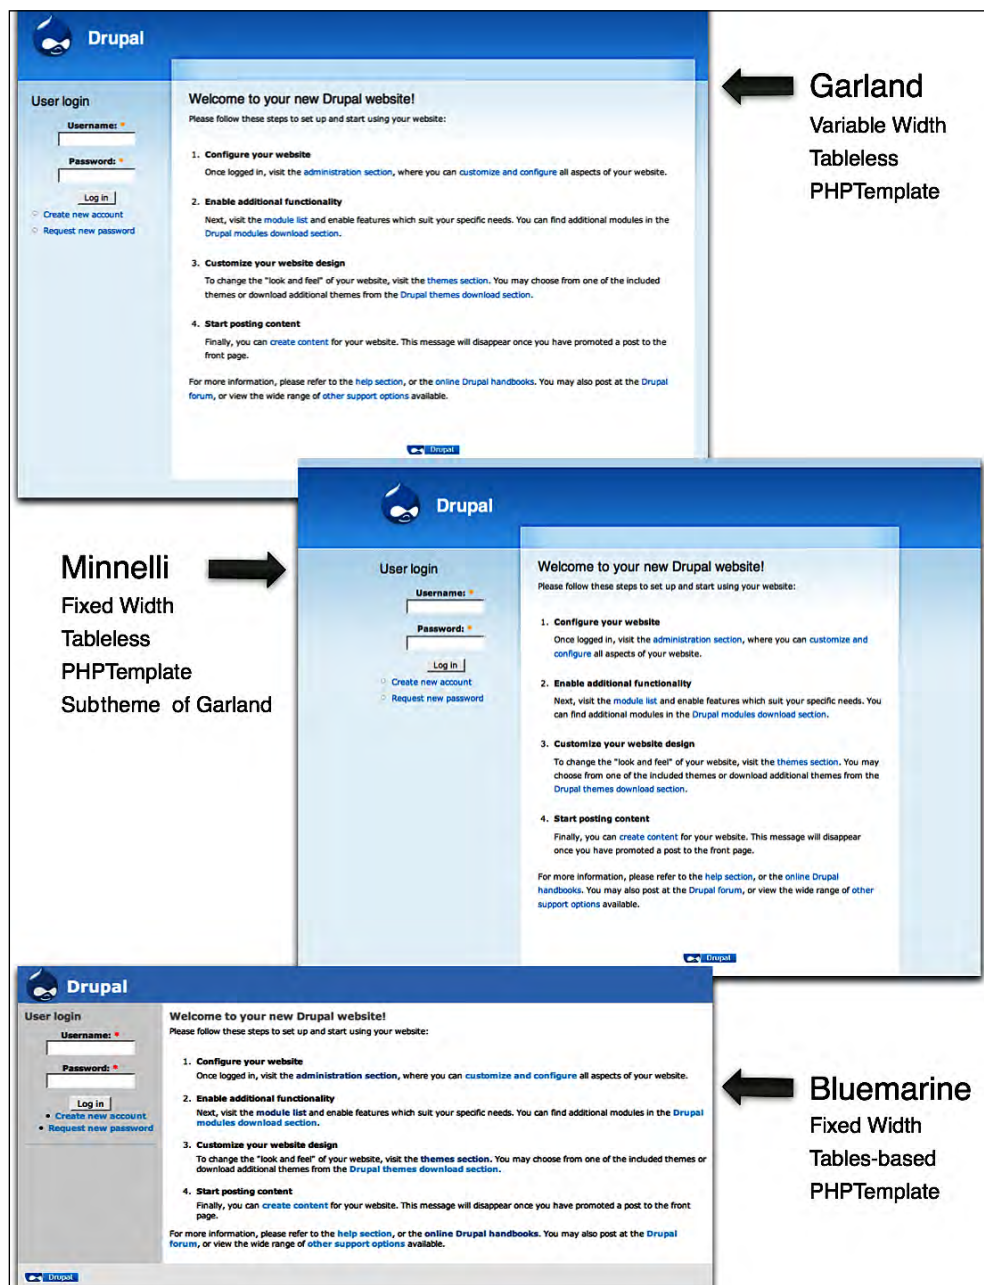 Drupal
User login
Username: *
Password: *
Log in
Create new account
Request new password
Welcome to your new Drupal website!
Please follow these steps to set up and start using your website:
1. Configure your website
Once logged in, visit the administration section, where you can customize and configure all aspects of your website.
2. Enable additional functionality
Next, visit the module list and enable features which suit your specific needs. You can find additional modules in the
Drupal modules download section.
3. Customize your website design
To change the "look and feel" of your website, visit the themes section. You may choose from one of the included
themes or download additional themes from the Drupal themes download section.
4. Start posting content
Finally, you can create content for your website. This message will disappear once you have promoted a post to the
front page.
For more information, please refer to the help section, or the online Drupal handbooks. You may also post at the Drupal
forum, or view the wide range of other support options available.
Drupal
Garland
Variable Width
Tableless
PHPTemplate
Minnelli
Fixed Width
Tableless
PHPTemplate
Subtheme of Garland
Drupal
User login
Username: *
Password: *
Log in
Create new account
Request new password
Welcome to your new Drupal website!
Please follow these steps to set up and start using your website:
1. Configure your website
Once logged in, visit the administration section, where you can customize and
configure all aspects of your website.
2. Enable additional functionality
Next, visit the module list and enable features which suit your specific needs. You
can find additional modules in the Drupal modules download section.
3. Customize your website design
To change the "look and feel" of your website, visit the themes section. You may
choose from one of the included themes or download additional themes from the
Drupal themes download section.
4. Start posting content
Finally, you can create content for your website. This message will disappear
once you have promoted a post to the front page.
For more information, please refer to the help section, or the online Drupal
handbooks. You may also post at the Drupal forum, or view the wide range of other
support options available.
Drupal
Drupal
User login
Username: *
Password: *
Log in
Create new account
Request new password
Welcome to your new Drupal website!
Please follow these steps to set up and start using your website:
1. Configure your website
Once logged in, visit the administration section, where you can customize and configure all aspects of your website.
2. Enable additional functionality
Next, visit the module list and enable features which suit your specific needs. You can find additional modules in the Drupal
modules download section.
3. Customize your website design
To change the "look and feel" of your website, visit the themes section. You may choose from one of the included themes or
download additional themes from the Drupal themes download section.
4. Start posting content
Finally, you can create content for your website. This message will disappear once you have promoted a post to the front
page.
For more information, please refer to the help section, or the online Drupal handbooks. You may also post at the Drupal
forum, or view the wide range of other support options available.
Drupal
Bluemarine
Fixed Width
Tables-based
PHPTemplate